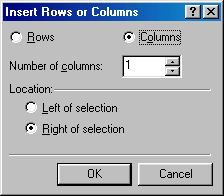 Insert Rows or Columns
Rows Columns
Number of columns: 1
Location:
Left of selection
Right of selection
OK Cancel